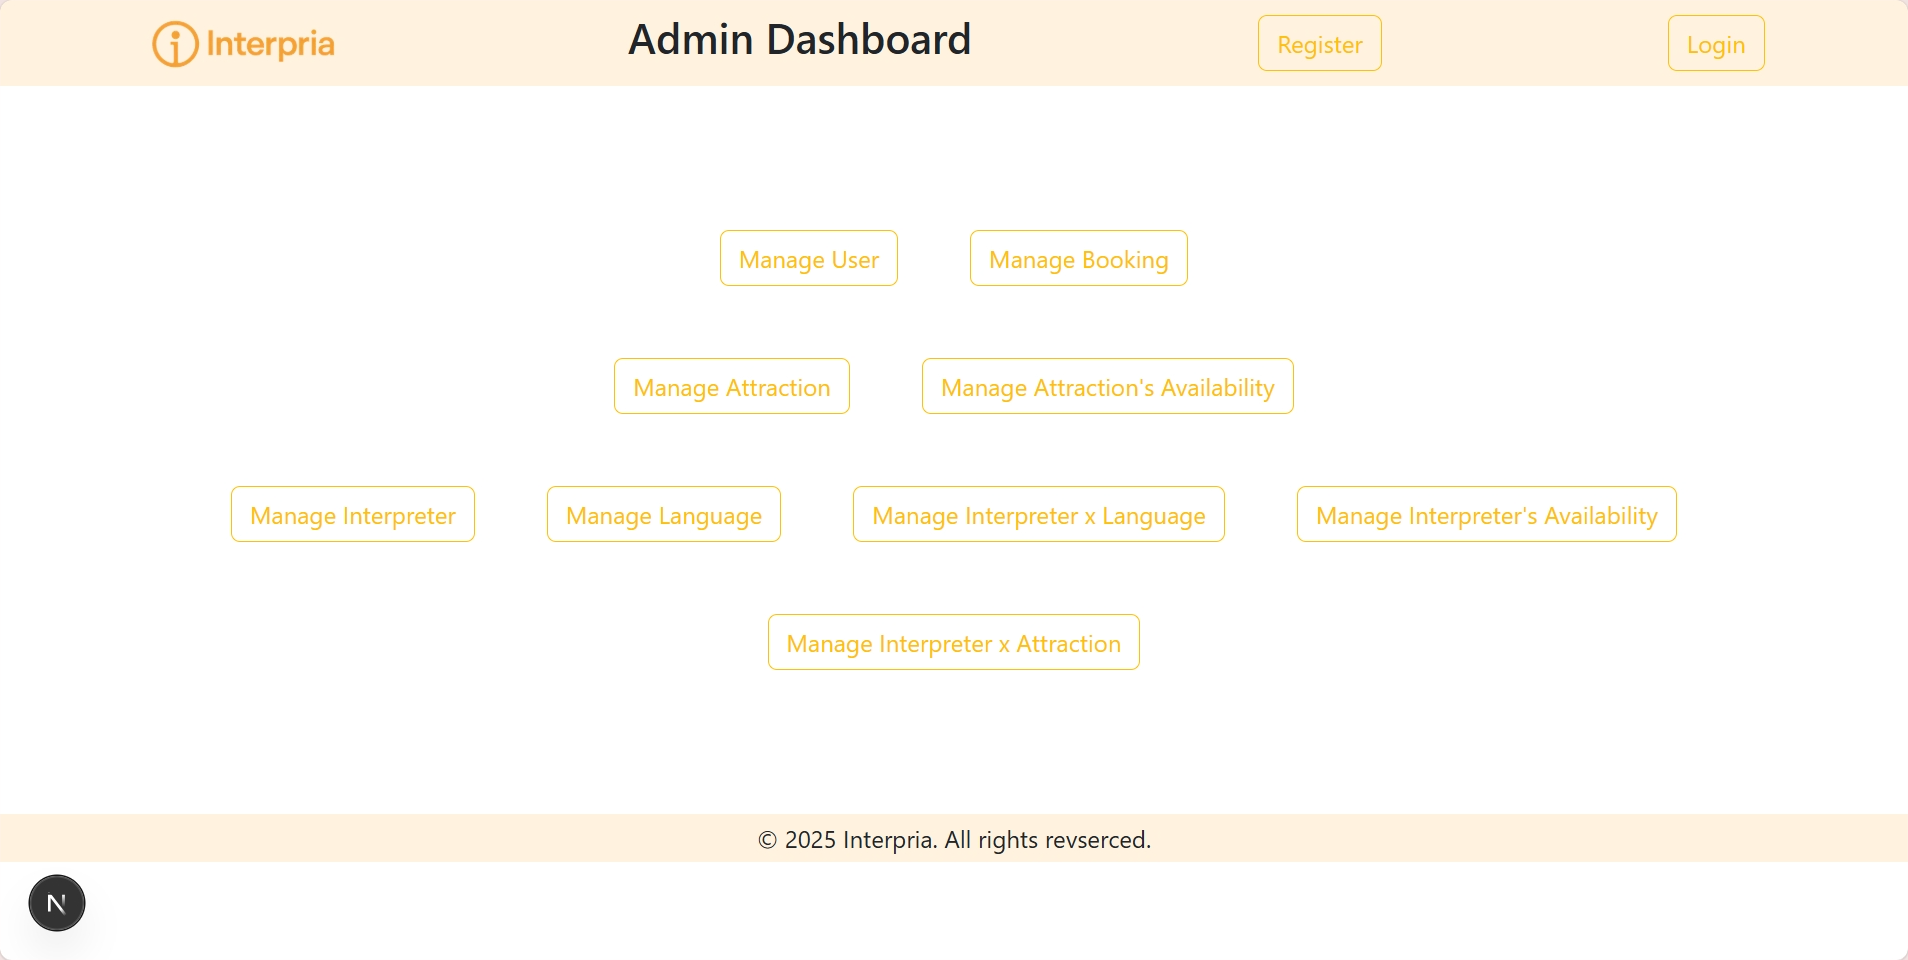 Interpria
Admin Dashboard
Register
Login
Manage User
Manage Booking
Manage Attraction
Manage Attraction's Availability
Manage Interpreter
Manage Language
Manage Interpreter x Language
Manage Interpreter's Availability
Manage Interpreter x Attraction
© 2025 Interpria. All rights revserced.
N